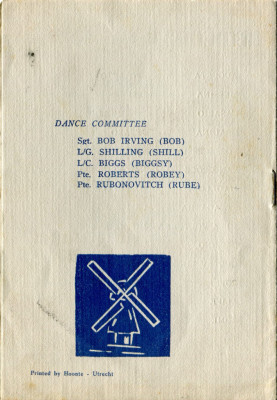 DANCE COMMITTEE
Sgt. BOB IRVING (BOB)
L/G. SHILLING (SHILL)
L/C. BIGGS (BIGGSY)
Pte. ROBERTS (ROBEY)
Pte. RUBONOVITCH (RUBE)
Printed by Hoonte - Utrecht